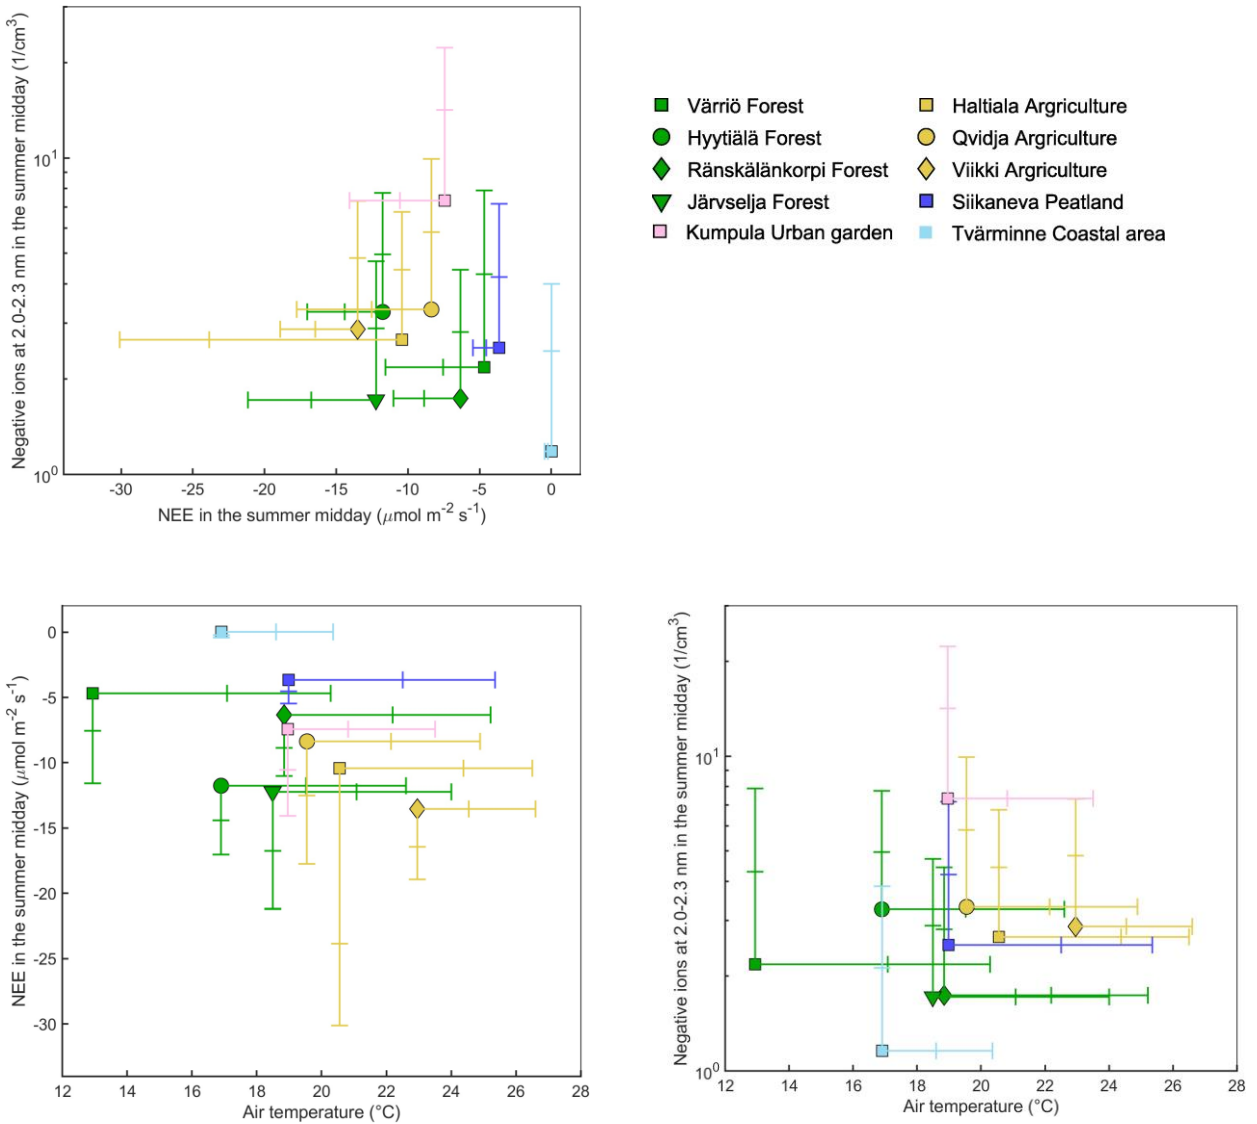 Negative ions at 2.0-2.3 nm in the summer midday (1/cm³)
10¹
10⁰
-30 -25 -20 -15 -10 -5 0
NEE in the summer midday (μmol m⁻² s⁻¹)
Värriö Forest
Hyytiälä Forest
Ränskälänkorpi Forest
Järvselja Forest
Kumpula Urban garden
Haltiala Argriculture
Qvidja Argriculture
Viikki Argriculture
Siikaneva Peatland
Tvärminne Coastal area
NEE in the summer midday (μmol m⁻² s⁻¹)
0
-5
-10
-15
-20
-25
-30
12 14 16 18 20 22 24 26 28
Air temperature (°C)
Negative ions at 2.0-2.3 nm in the summer midday (1/cm³)
10¹
10⁰
12 14 16 18 20 22 24 26 28
Air temperature (°C)